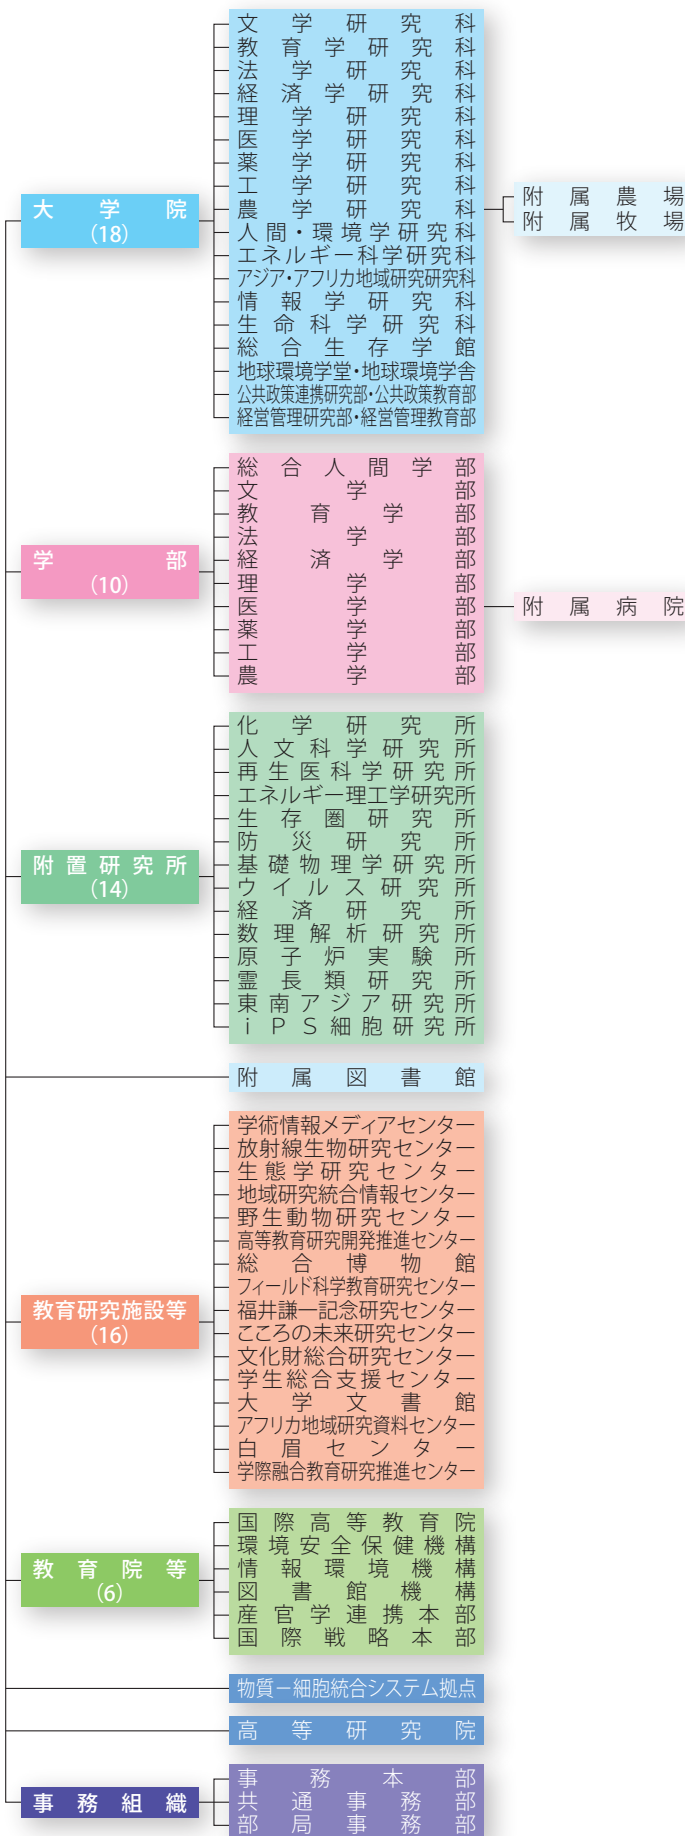 大学院
(18)
文学研究科
教育学研究科
法学研究科
経済学研究科
理学研究科
医学研究科
薬学研究科
工学研究科
農学研究科
附属農場
附属牧場
人間・環境学研究科
エネルギー科学研究科
アジア・アフリカ地域研究研究科
情報学研究科
生命科学研究科
総合生存学館
地球環境学堂・地球環境学舎
公共政策連携研究部・公共政策教育部
経営管理研究部・経営管理教育部
学部
(10)
総合人間学部
文学部
教育学部
法学部
経済学部
理学部
医学部
附属病院
薬学部
工学部
農学部
附置研究所
(14)
化学研究所
人文科学研究所
再生医科学研究所
エネルギー理工学研究所
生存圏研究所
防災研究所
基礎物理学研究所
ウイルス研究所
経済研究所
数理解析研究所
原子炉実験所
霊長類研究所
東南アジア研究所
iPS細胞研究所
附属図書館
教育研究施設等
(16)
学術情報メディアセンター
放射線生物研究センター
生態学研究センター
地域研究統合情報センター
野生動物研究センター
高等教育研究開発推進センター
総合博物館
フィールド科学教育研究センター
福井謙一記念研究センター
こころの未来研究センター
文化財総合研究センター
学生総合支援センター
大学文書館
アフリカ地域研究資料センター
白眉センター
学際融合教育研究推進センター
教育院等
(6)
国際高等教育院
環境安全保健機構
情報環境機構
図書館機構
産官学連携本部
国際戦略本部
物質－細胞統合システム拠点
高等研究院
事務組織
事務本部
共通事務部
部局事務部